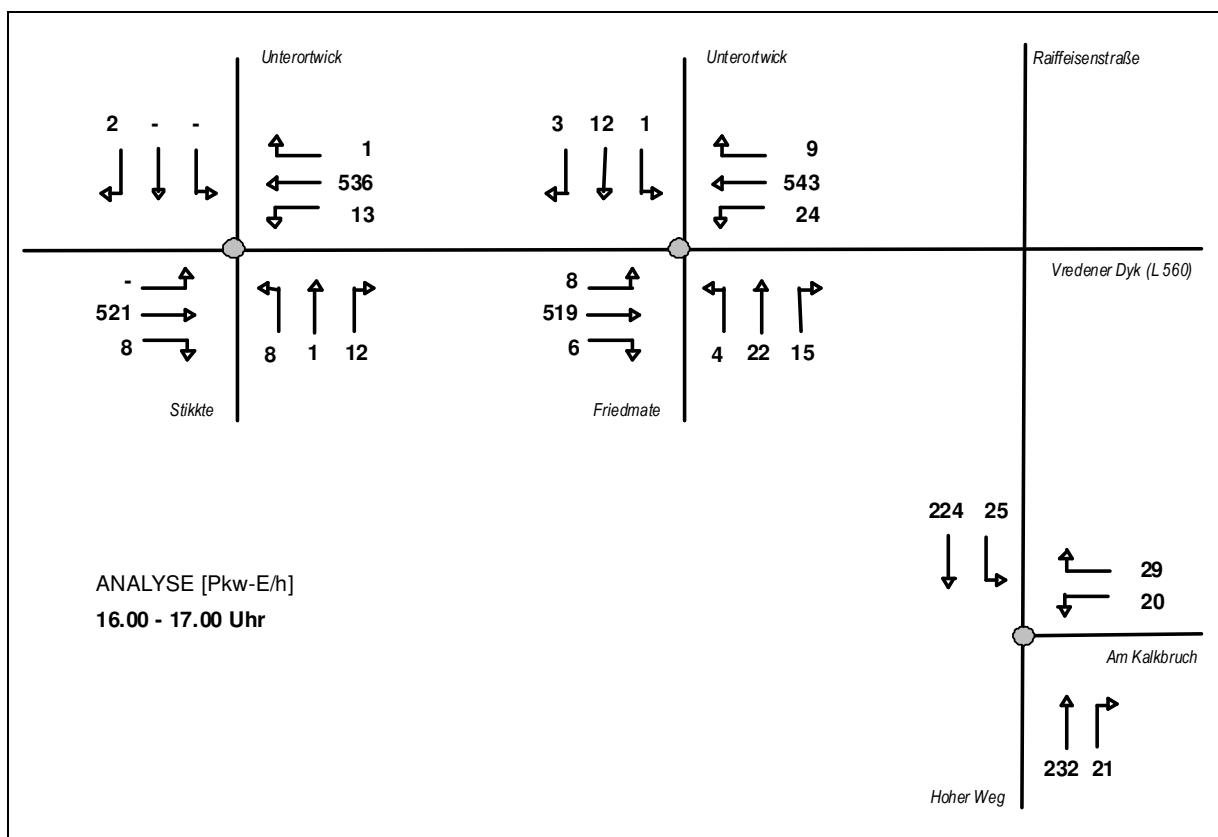 Unterortwick
Unterortwick
Raiffeisenstraße
2 - -
1
536
13
3 12 1
9
543
24
Vredener Dyk (L 560)
-
521
8
8 1 12
8
519
6
4 22 15
Stikkte
Friedmate
224 25
29
20
ANALYSE [Pkw-E/h]
16.00 - 17.00 Uhr
Am Kalkbruch
232 21
Hoher Weg